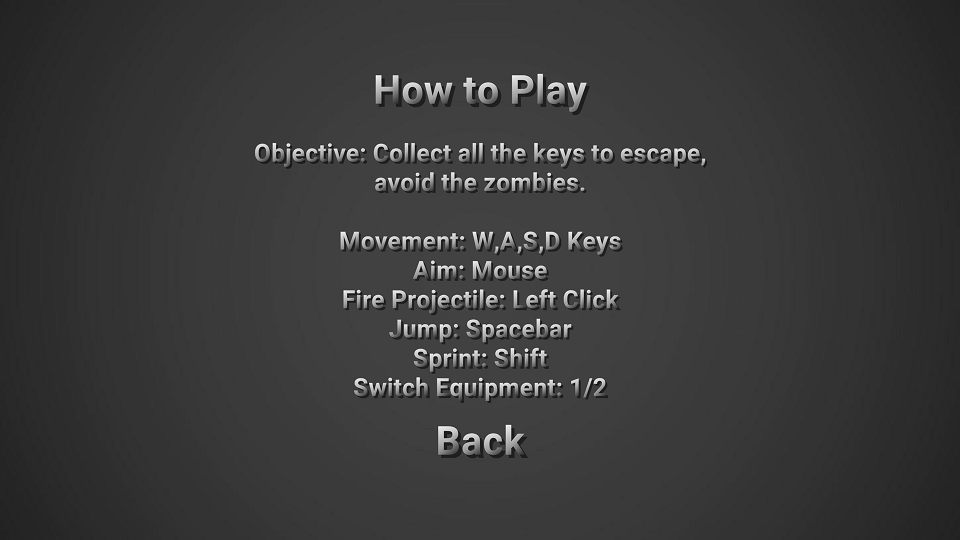 How to Play
Objective: Collect all the keys to escape,
avoid the zombies.
Movement: W,A,S,D Keys
Aim: Mouse
Fire Projectile: Left Click
Jump: Spacebar
Sprint: Shift
Switch Equipment: 1/2
Back